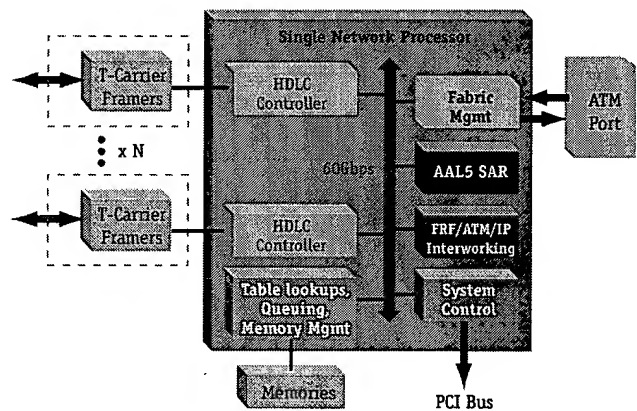 Single Network Processor
T-Carrier
Framers
HDLC
Controller
Fabric
Mgmt
ATM
Port
x N
60Gbps
AAL5 SAR
T-Carrier
Framers
HDLC
Controller
FRF/ATM/IP
Interworking
Table lookups,
Queuing,
Memory Mgmt
System
Control
Memories
PCI Bus